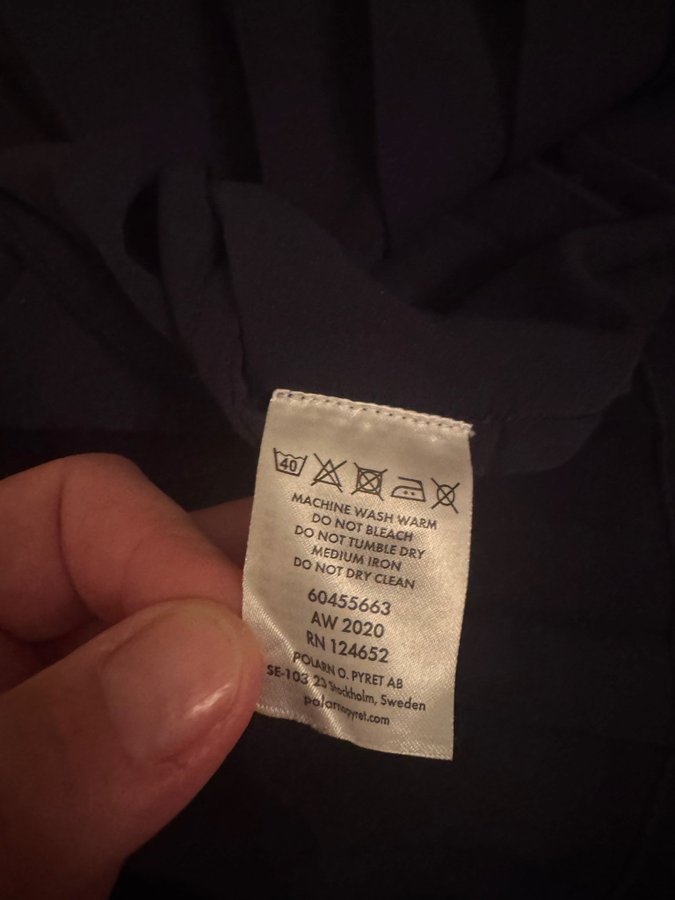 40
MACHINE WASH WARM
DO NOT BLEACH
DO NOT TUMBLE DRY
MEDIUM IRON
DO NOT DRY CLEAN
60455663
AW 2020
RN 124652
POLARN O. PYRET AB
SE-103 23 Stockholm, Sweden
polarnopyret.com